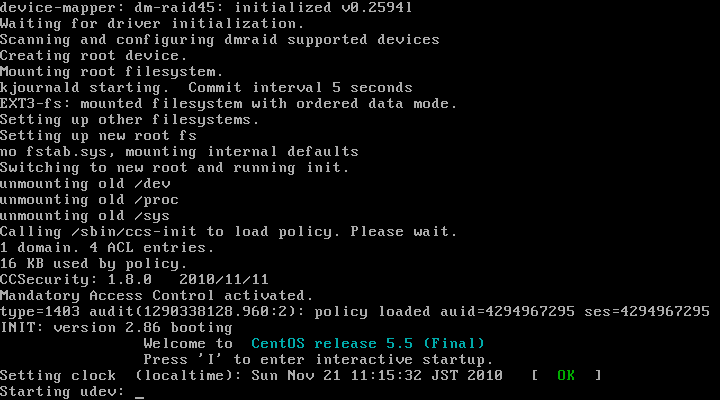 device-mapper: dm-raid45: initialized v0.2594l
Waiting for driver initialization.
Scanning and configuring dmraid supported devices
Creating root device.
Mounting root filesystem.
kjournald starting.  Commit interval 5 seconds
EXT3-fs: mounted filesystem with ordered data mode.
Setting up other filesystems.
Setting up new root fs
no fstab.sys, mounting internal defaults
Switching to new root and running init.
unmounting old /dev
unmounting old /proc
unmounting old /sys
Calling /sbin/ccs-init to load policy. Please wait.
1 domain. 4 ACL entries.
16 KB used by policy.
CCSecurity: 1.8.0   2010/11/11
Mandatory Access Control activated.
type=1403 audit(1290338128.960:2): policy loaded auid=4294967295 ses=4294967295
INIT: version 2.86 booting
Welcome to  CentOS release 5.5 (Final)
Press 'I' to enter interactive startup.
Setting clock  (localtime): Sun Nov 21 11:15:32 JST 2010   [  OK  ]
Starting udev: _